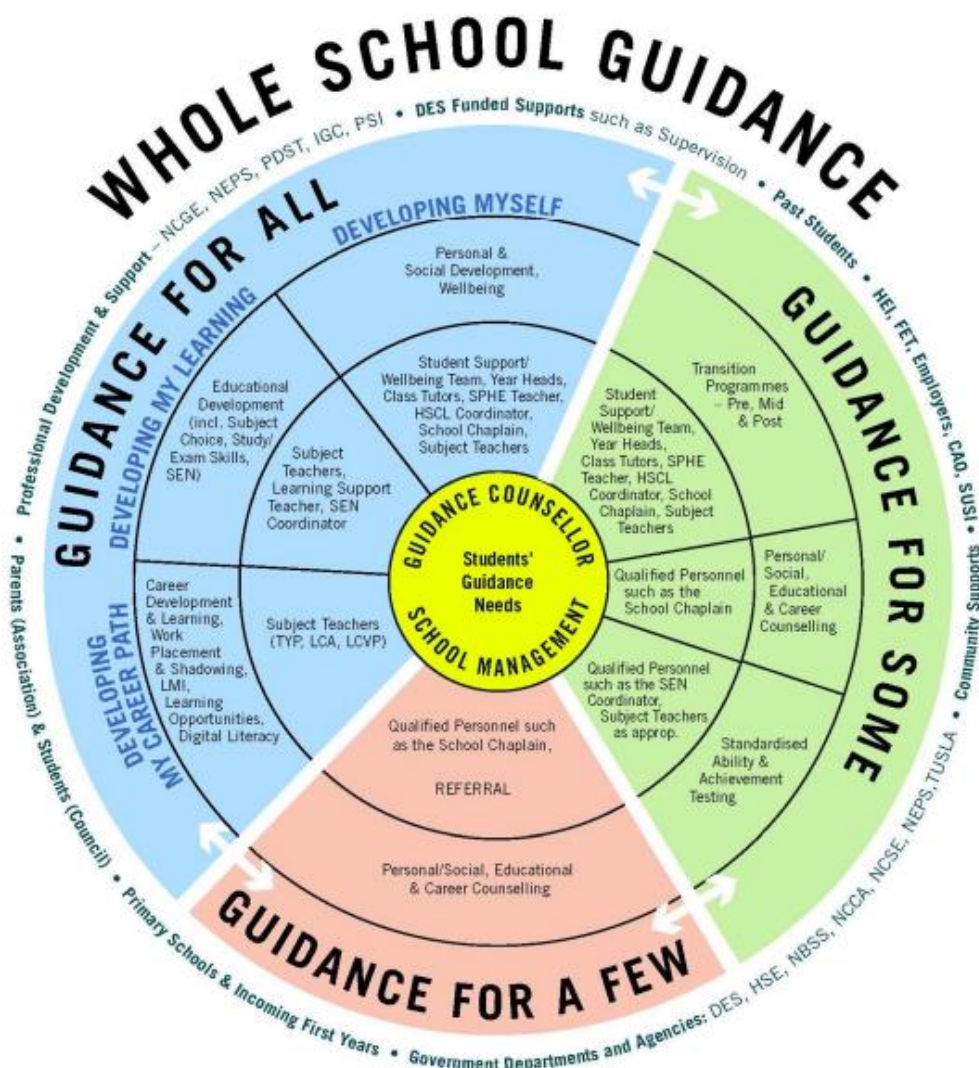 WHOLE SCHOOL GUIDANCE
• Professional Development & Support – NCGE, NEPS, PDST, IGC, PSI • DES Funded Supports such as Supervision • Past Students • HEI, FET, Employers, CAO, SUSI • Community Supports
Parents (Association) & Students (Council) • Primary Schools & Incoming First Years • Government Departments and Agencies: DES, HSE, NBSS, NCCA, NCSE, NEPS, TUSLA •
GUIDANCE FOR ALL
DEVELOPING MYSELF
Personal &
Social Development,
Wellbeing
Student Support/
Wellbeing Team, Year Heads,
Class Tutors, SPHE Teacher,
HSCL Coordinator,
School Chaplain,
Subject Teachers
DEVELOPING MY LEARNING
Educational
Development
(incl. Subject
Choice, Study/
Exam Skills,
SEN)
Subject
Teachers,
Learning Support
Teacher, SEN
Coordinator
DEVELOPING
MY CAREER PATH
Career
Development
& Learning,
Work
Placement
& Shadowing,
LMI,
Learning
Opportunities,
Digital Literacy
Subject Teachers
(TYP, LCA, LCVP)
GUIDANCE COUNSELLOR
Students'
Guidance
Needs
SCHOOL MANAGEMENT
GUIDANCE FOR SOME
Transition
Programmes
– Pre, Mid
& Post
Student
Support/
Wellbeing Team,
Year Heads,
Class Tutors, SPHE
Teacher, HSCL
Coordinator, School
Chaplain, Subject
Teachers
Personal/
Social,
Educational
& Career
Counselling
Qualified Personnel
such as the
School Chaplain
Qualified Personnel
such as the SEN
Coordinator,
Subject Teachers
as approp.
Standardised
Ability &
Achievement
Testing
Qualified Personnel such
as the School Chaplain,
REFERRAL
Personal/Social, Educational
& Career Counselling
GUIDANCE FOR A FEW